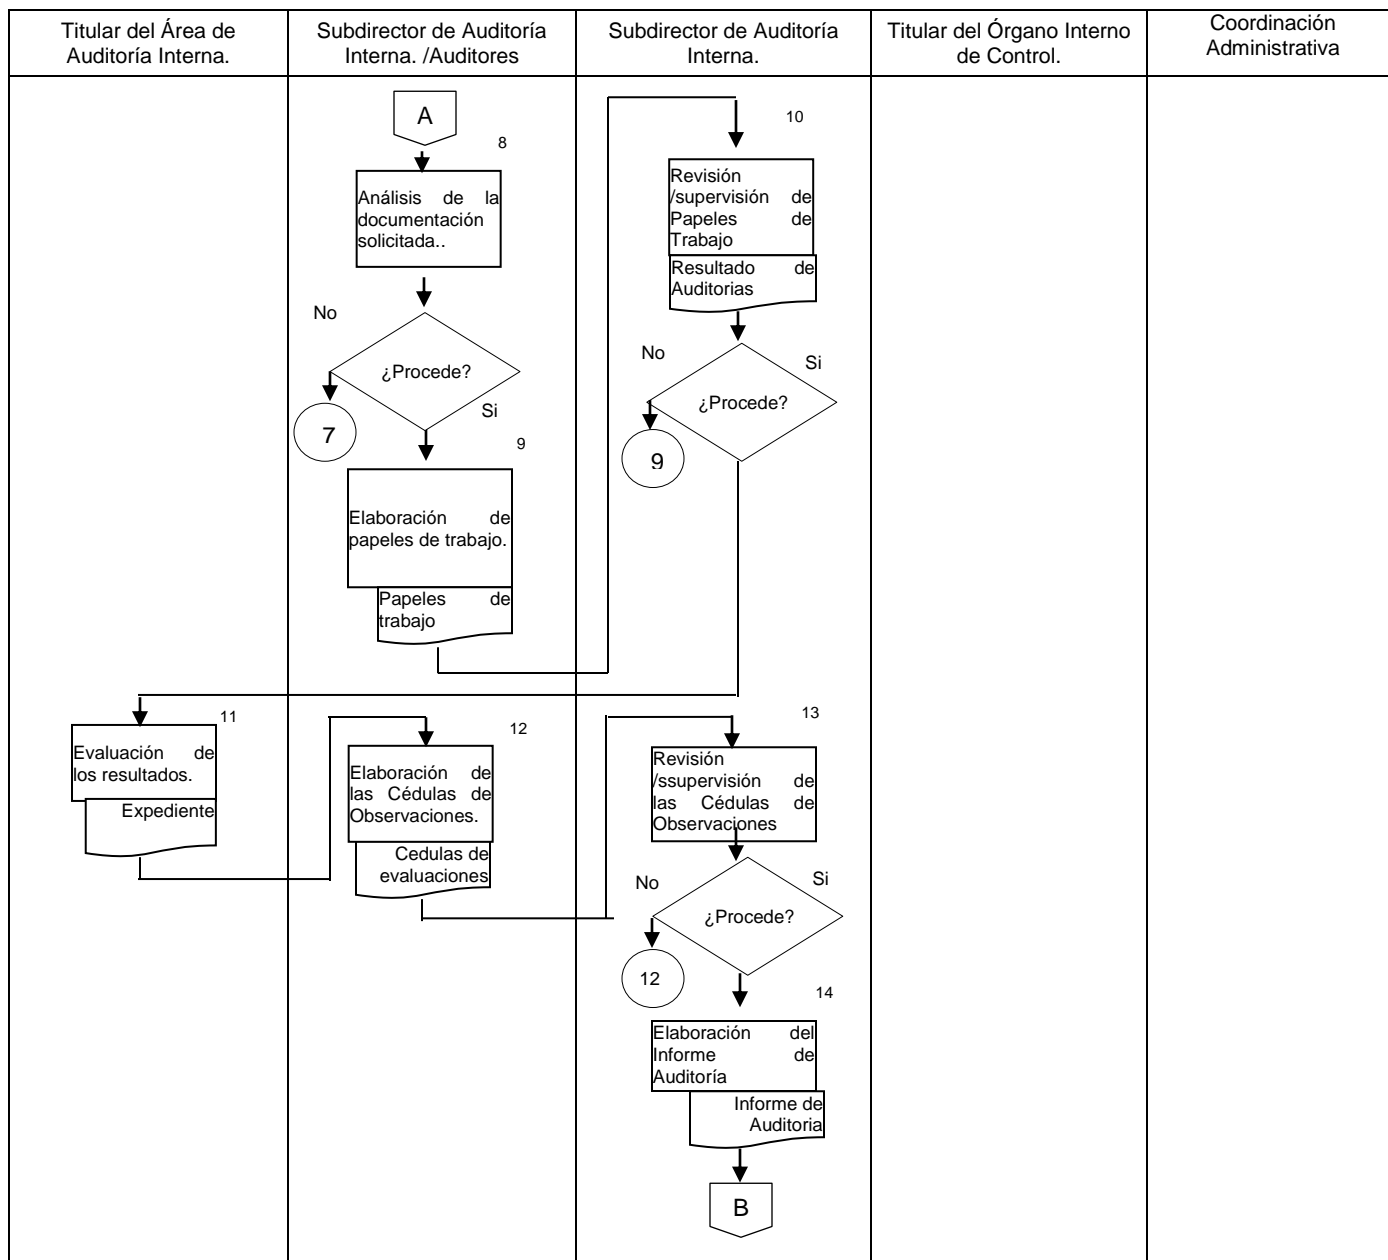 Titular del Área de
Auditoría Interna.
Subdirector de Auditoría
Interna. /Auditores
Subdirector de Auditoría
Interna.
Titular del Órgano Interno
de Control.
Coordinación
Administrativa
A
8
Análisis de la
documentación
solicitada..
No
¿Procede?
Si
7
9
Elaboración de
papeles de trabajo.
Papeles de
trabajo
10
Revisión
/supervisión de
Papeles de
Trabajo
Resultado de
Auditorias
No
Si
¿Procede?
9
11
Evaluación de
los resultados.
Expediente
12
Elaboración de
las Cédulas de
Observaciones.
Cedulas de
evaluaciones
13
Revisión
/ssupervisión de
las Cédulas de
Observaciones
No
Si
¿Procede?
12
14
Elaboración del
Informe de
Auditoría
Informe de
Auditoria
B